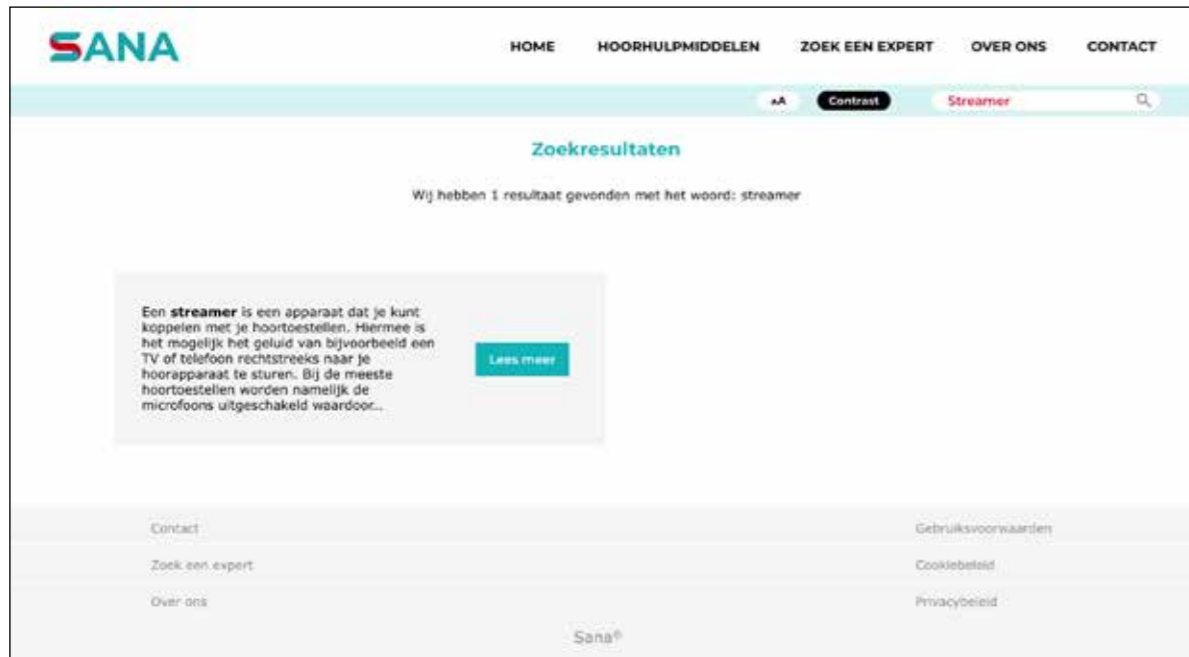 SANA
HOME HOORHULPMIDDELEN ZOEK EEN EXPERT OVER ONS CONTACT
AA Contrast Streamer
Zoekresultaten
Wij hebben 1 resultaat gevonden met het woord: streamer
Een streamer is een apparaat dat je kunt
koppelen met je hoortoestellen. Hiermee is
het mogelijk het geluid van bijvoorbeeld een
TV of telefoon rechtstreeks naar je
hoorapparaat te sturen. Bij de meeste
hoortoestellen worden namelijk de
microfoons uitgeschakeld waardoor...
Lees meer
Contact
Zoek een expert
Over ons
Gebruiksvoorwaarden
Cookiebeleid
Privacybeleid
Sana®